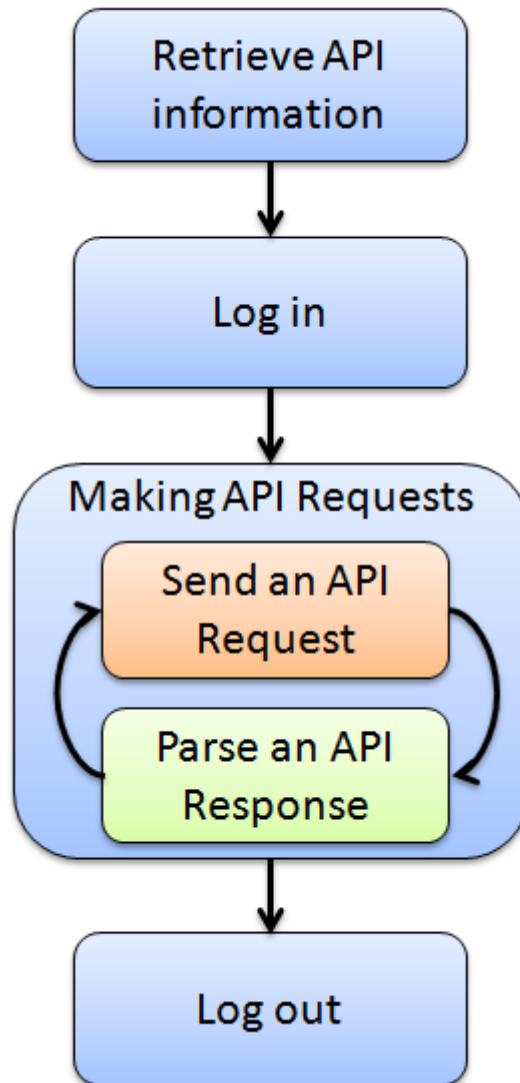 Retrieve API
information
Log in
Making API Requests
Send an API
Request
Parse an API
Response
Log out